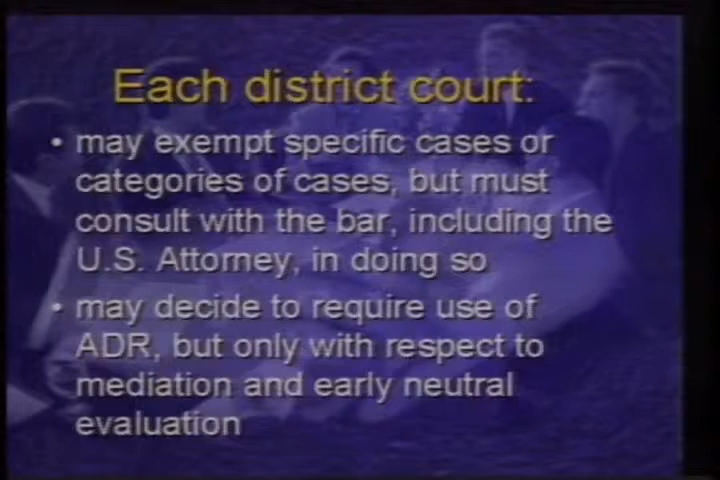 Each district court:
• may exempt specific cases or
categories of cases, but must
consult with the bar, including the
U.S. Attorney, in doing so
• may decide to require use of
ADR, but only with respect to
mediation and early neutral
evaluation